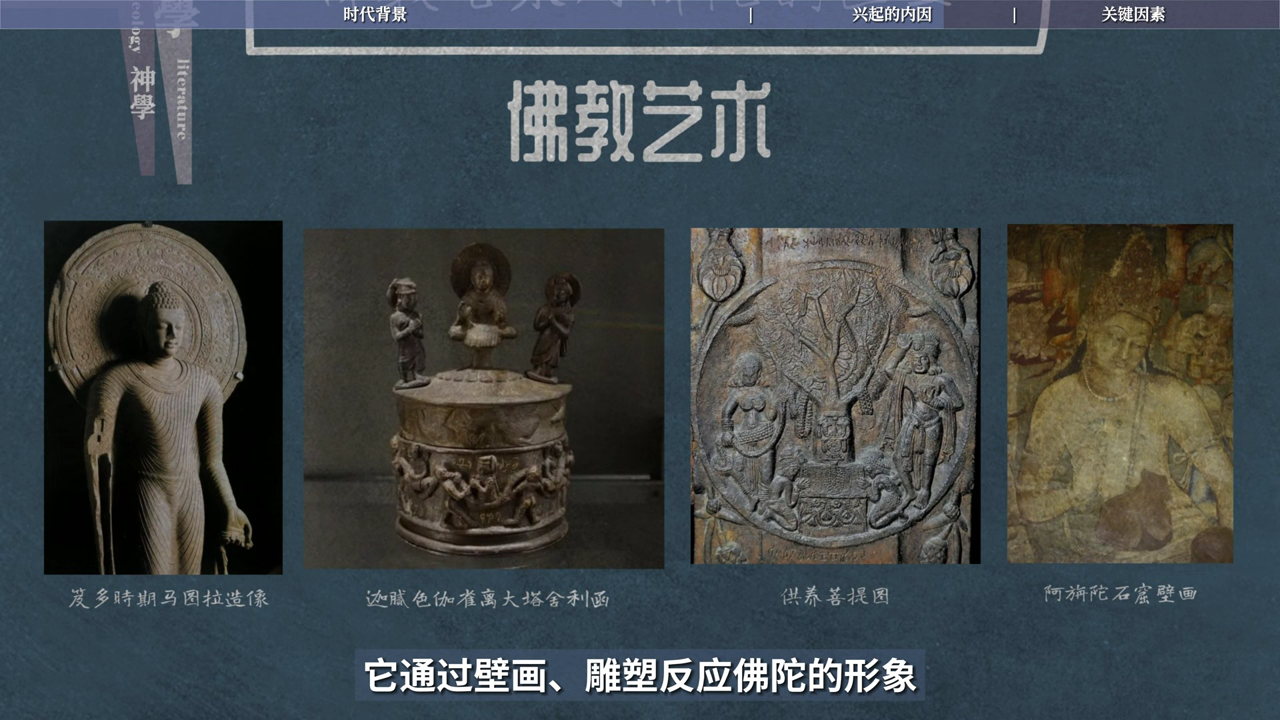 时代背景 | 兴起的内因 | 关键因素
學
literature
神學
佛教艺术
笈多時期马图拉造像
迦腻色伽雀离大塔舍利函
供养菩提图
阿旃陀石窟壁画
它通过壁画、雕塑反应佛陀的形象